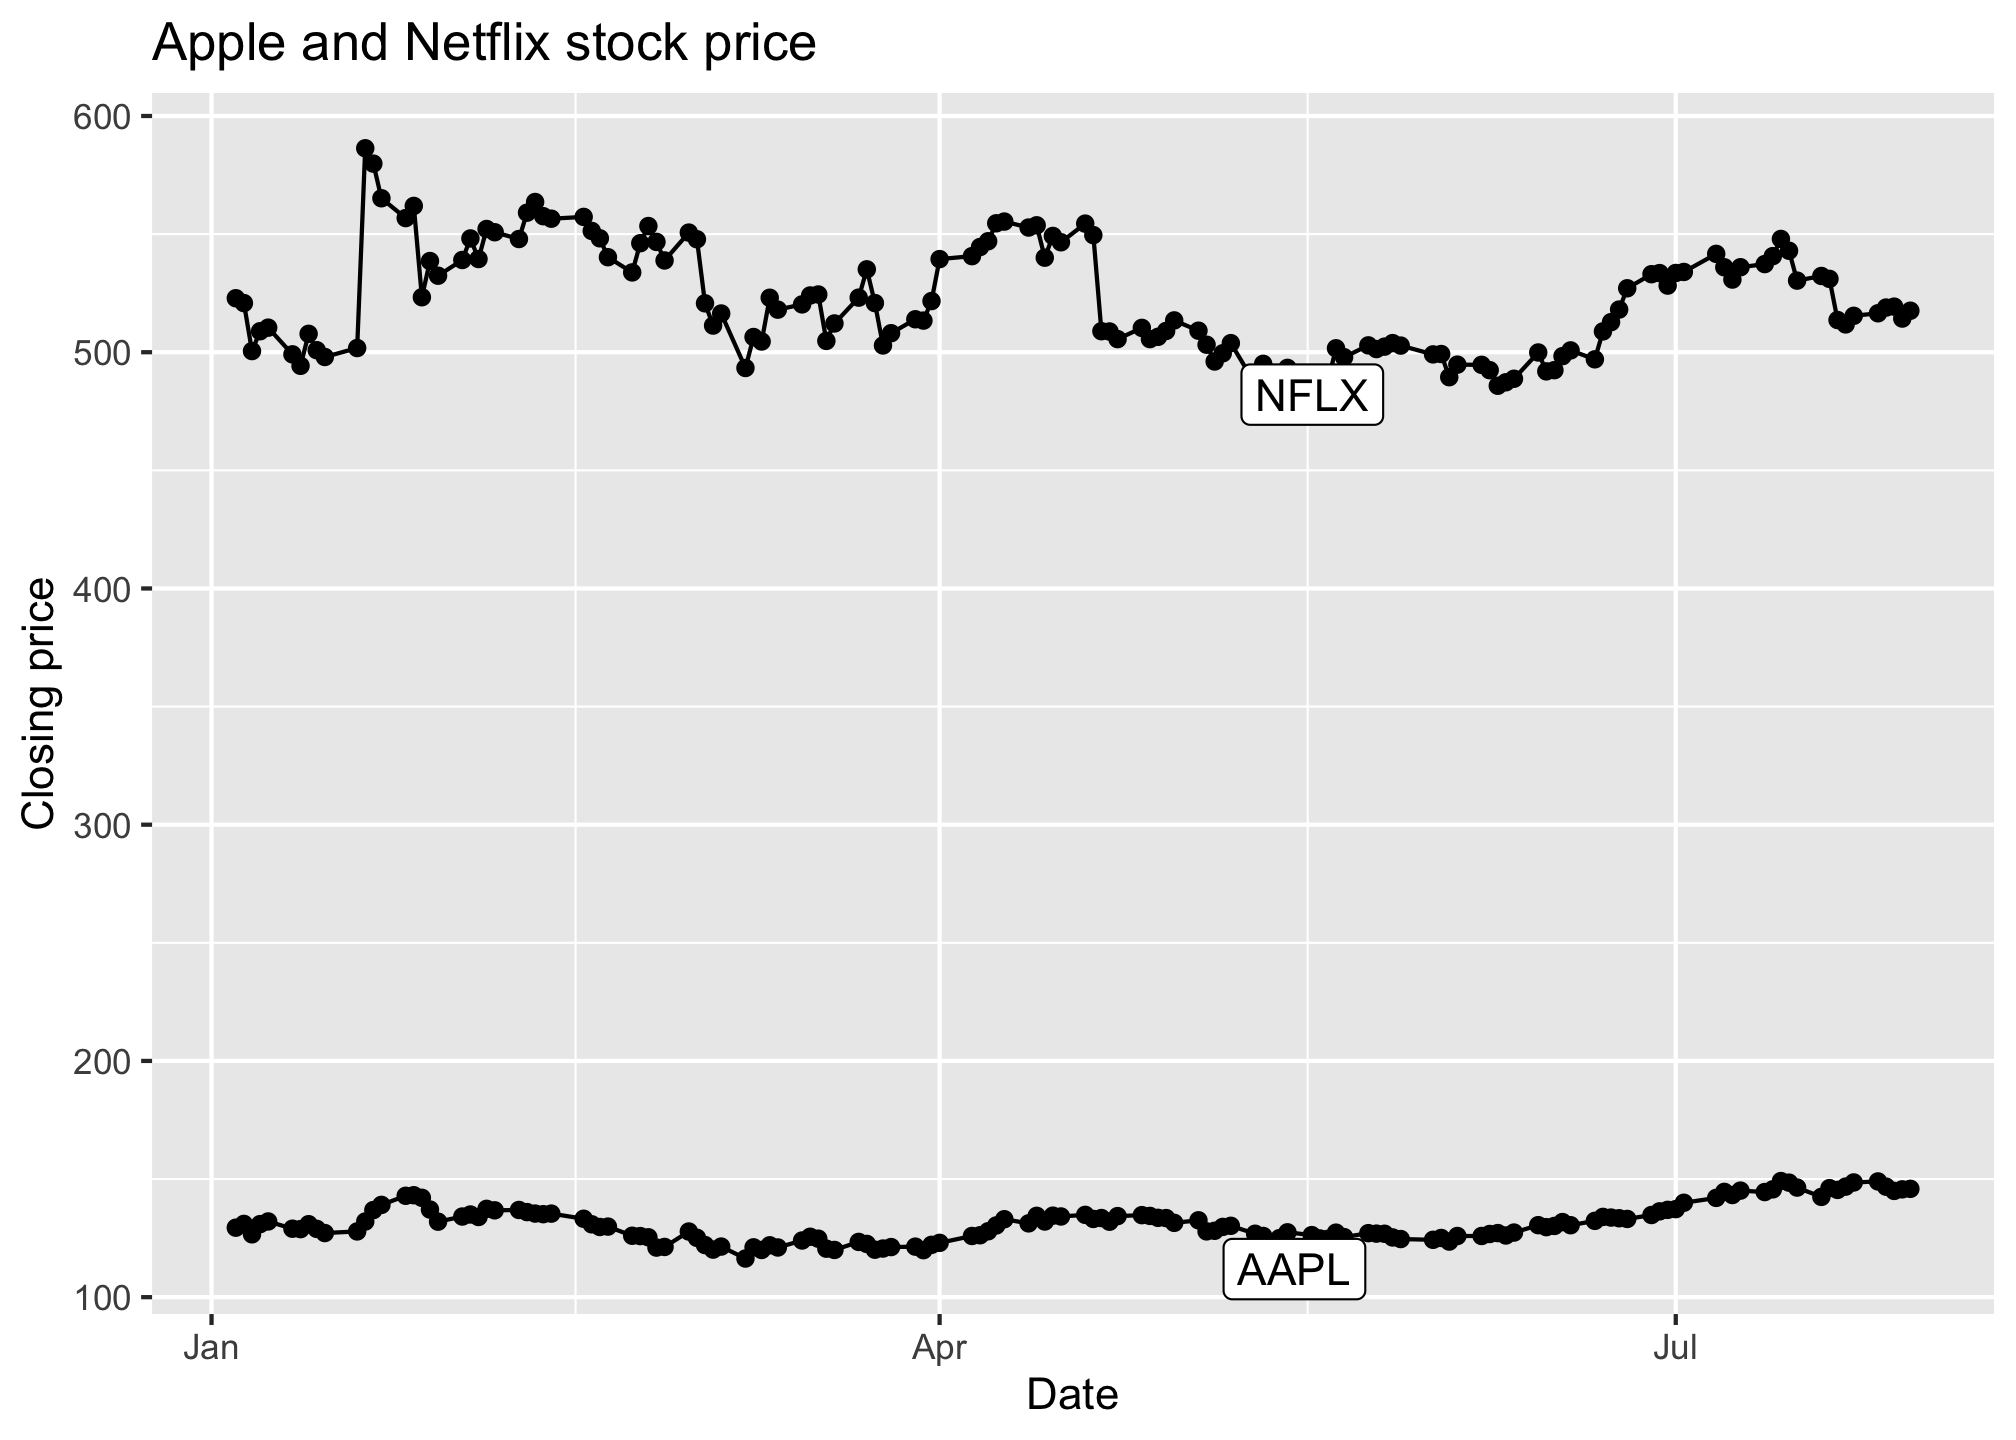 Apple and Netflix stock price
600
500
400
300
200
100
Closing price
NFLX
AAPL
Jan
Apr
Jul
Date